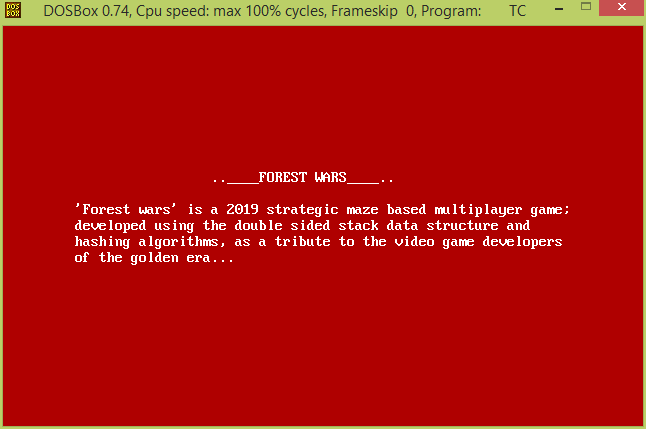 DOS BOX
DOSBox 0.74, Cpu speed: max 100% cycles, Frameskip 0, Program: TC
..____FOREST WARS____..
'Forest wars' is a 2019 strategic maze based multiplayer game;
developed using the double sided stack data structure and
hashing algorithms, as a tribute to the video game developers
of the golden era...